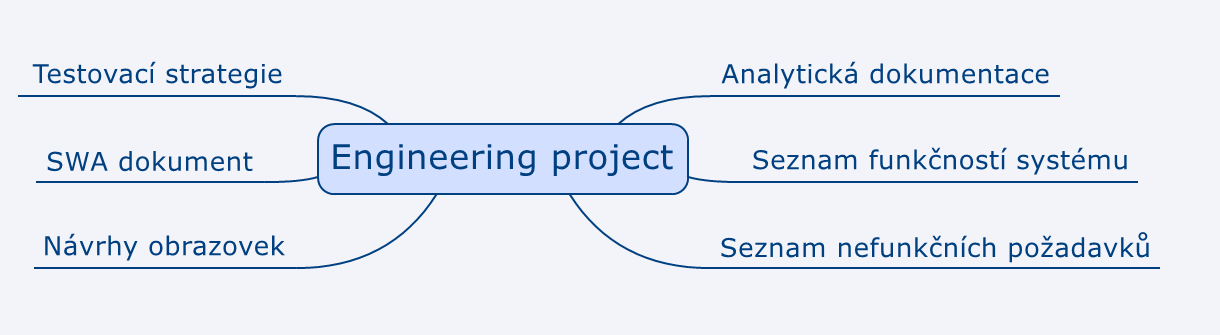 Testovací strategie
SWA dokument
Návrhy obrazovek
Engineering project
Analytická dokumentace
Seznam funkčností systému
Seznam nefunkčních požadavků